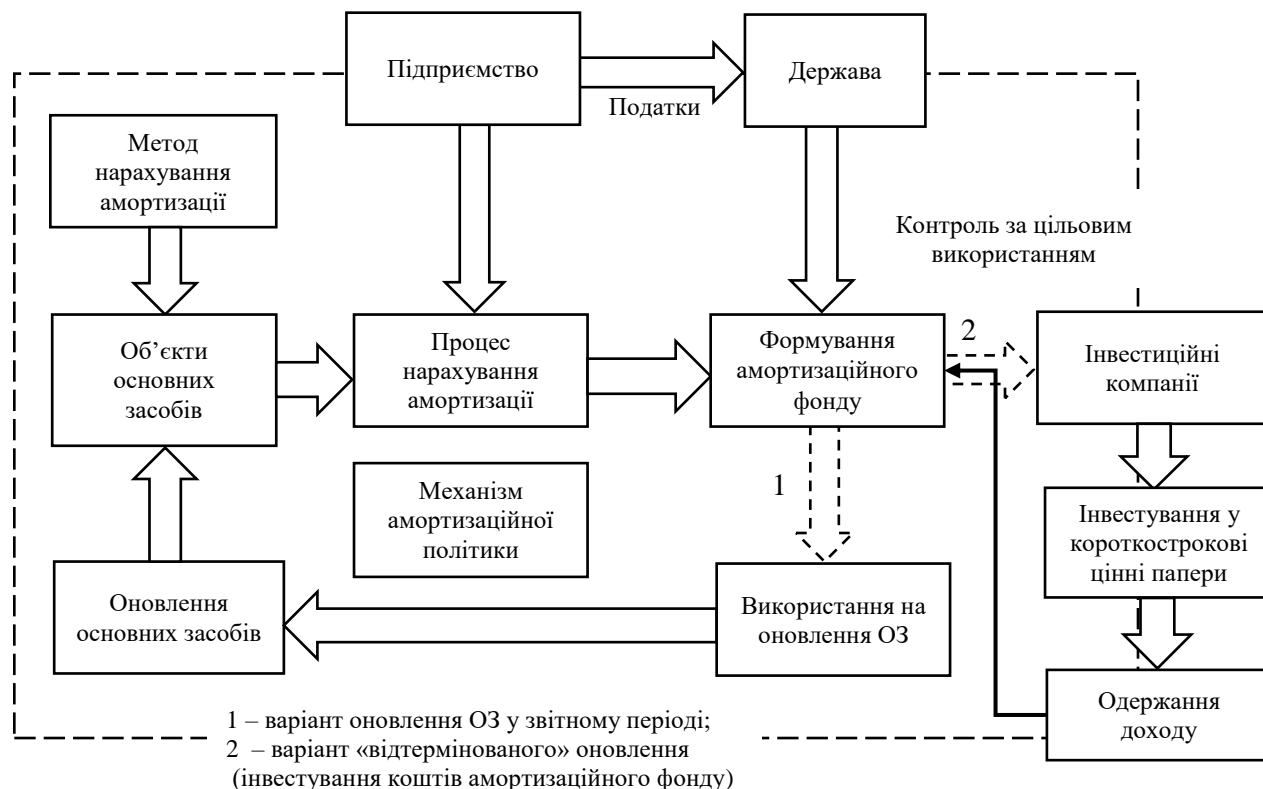 Підприємство
Податки
Держава
Метод
нарахування
амортизації
Контроль за цільовим
використанням
Об’єкти
основних
засобів
Процес
нарахування
амортизації
Формування
амортизаційного
фонду
2
Інвестиційні
компанії
1
Механізм
амортизаційної
політики
Інвестування у
короткострокові
цінні папери
Оновлення
основних засобів
Використання на
оновлення ОЗ
Одержання
доходу
1 – варіант оновлення ОЗ у звітному періоді;
2 – варіант «відтермінованого» оновлення
(інвестування коштів амортизаційного фонду)